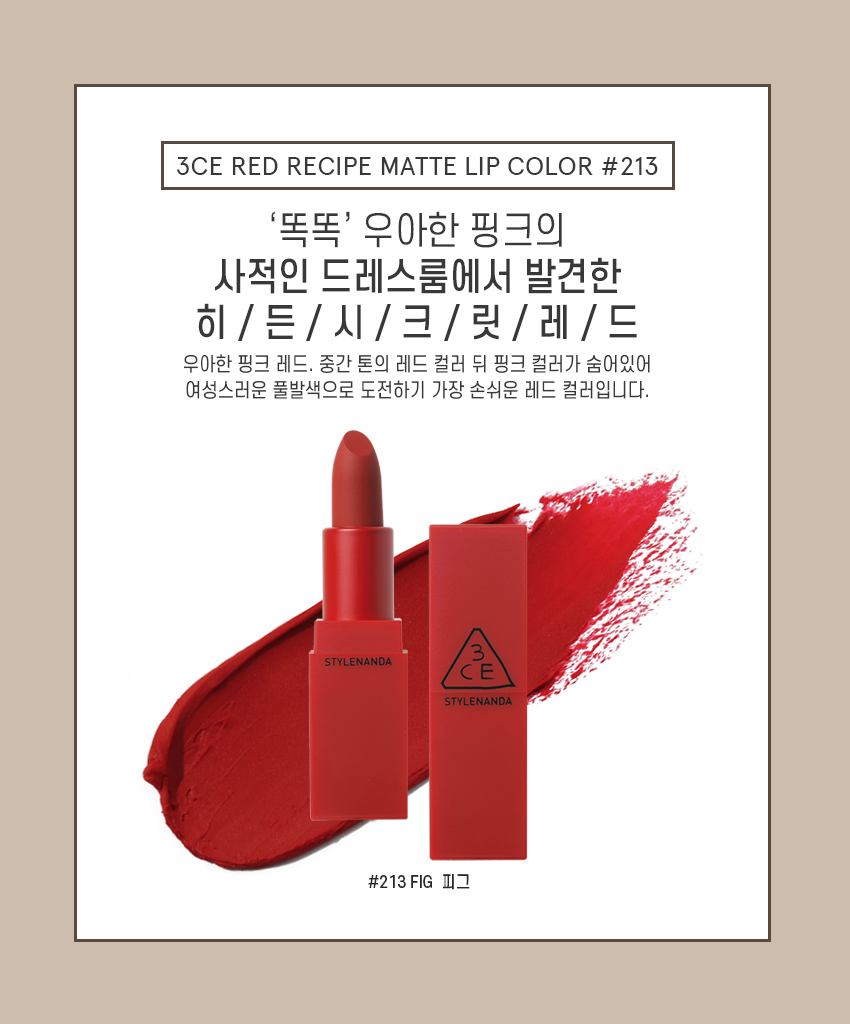 3CE RED RECIPE MATTE LIP COLOR #213
‘똑똑’ 우아한 핑크의
사적인 드레스룸에서 발견한
히 / 든 / 시 / 크 / 릿 / 레 / 드
우아한 핑크 레드. 중간 톤의 레드 컬러 뒤 핑크 컬러가 숨어있어
여성스러운 풀발색으로 도전하기 가장 손쉬운 레드 컬러입니다.
STYLENANDA
3
CE
STYLENANDA
#213 FIG 피그